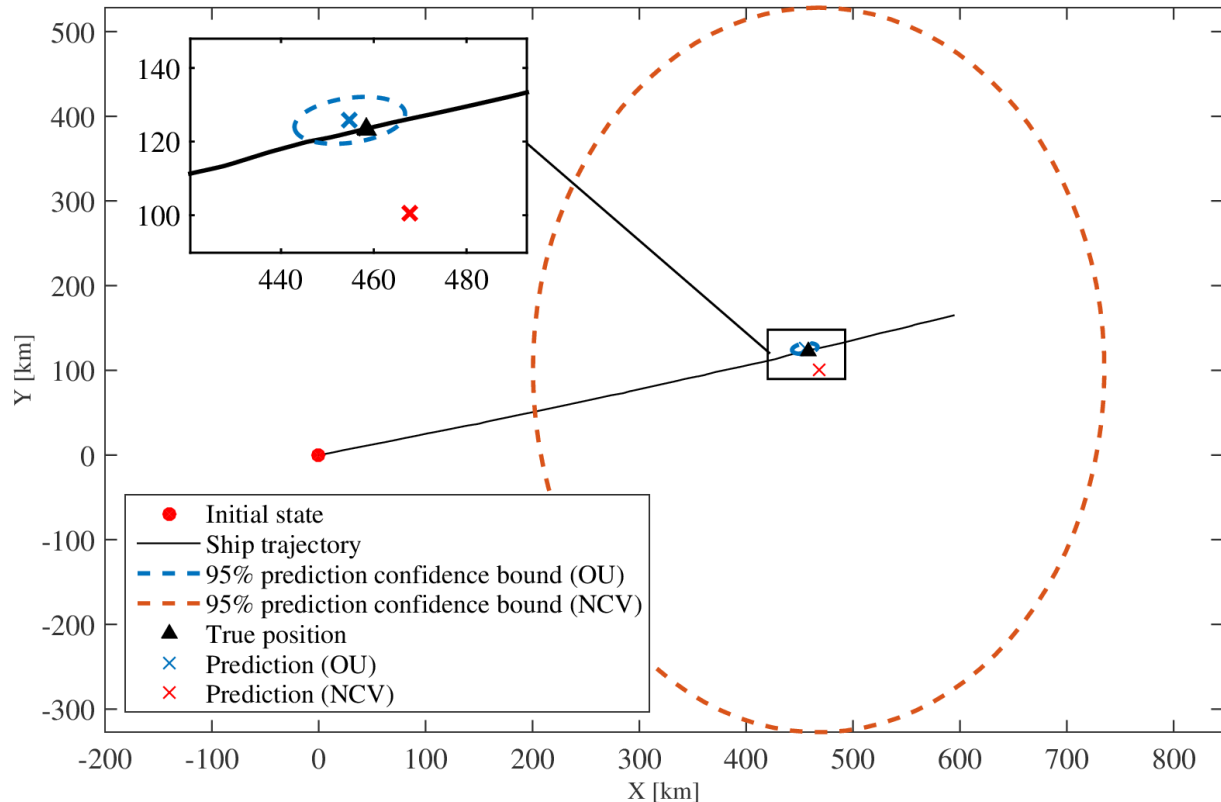 500
400
300
200
100
0
-100
-200
-300
Y [km]
140
120
100
440 460 480
Initial state
Ship trajectory
95% prediction confidence bound (OU)
95% prediction confidence bound (NCV)
True position
Prediction (OU)
Prediction (NCV)
-200 -100 0 100 200 300 400 500 600 700 800
X [km]